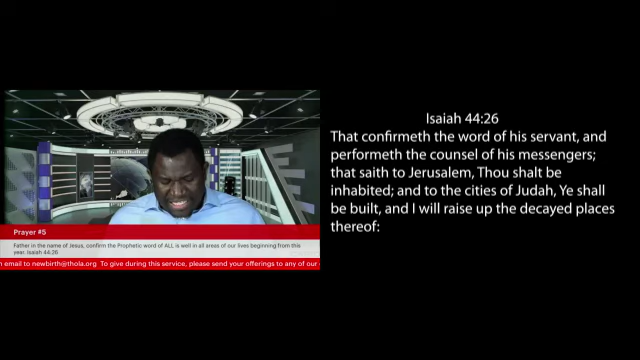 Isaiah 44:26
That confirmeth the word of his servant, and
performeth the counsel of his messengers;
that saith to Jerusalem, Thou shalt be
inhabited; and to the cities of Judah, Ye shall
be built, and I will raise up the decayed places
thereof:
Prayer #5
Father in the name of Jesus, confirm the Prophetic word of ALL is well in all areas of our lives beginning from this
year. Isaiah 44:26
email to newbirth@thola.org To give during this service, please send your offerings to any of our